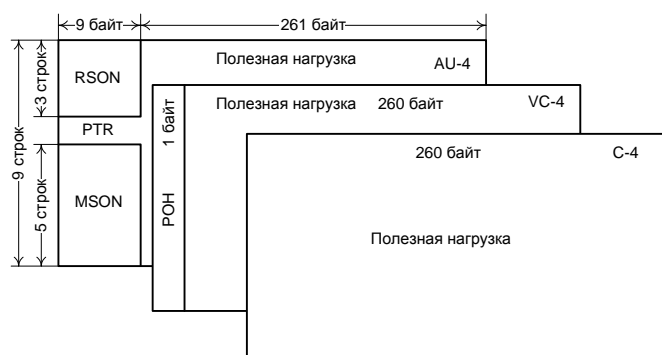 9 байт
261 байт
Полезная нагрузка
AU-4
RSON
3 строк
9 строк
PTR
5 строк
MSON
1 байт
POH
Полезная нагрузка
260 байт
VC-4
260 байт
C-4
Полезная нагрузка